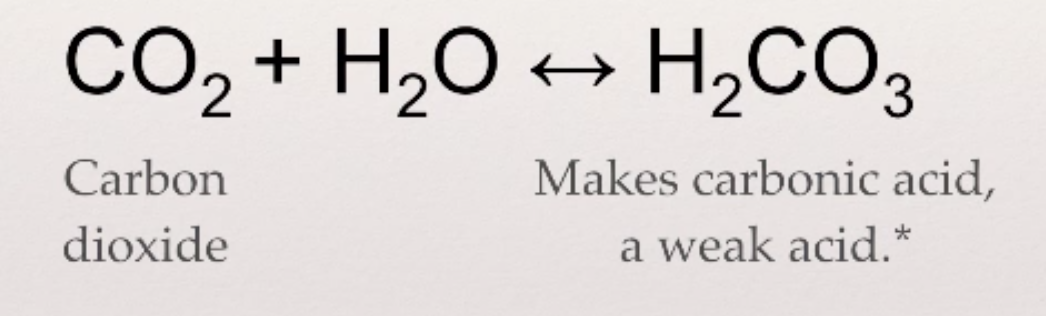 CO₂ + H₂O ↔ H₂CO₃
Carbon
dioxide
Makes carbonic acid,
a weak acid.*